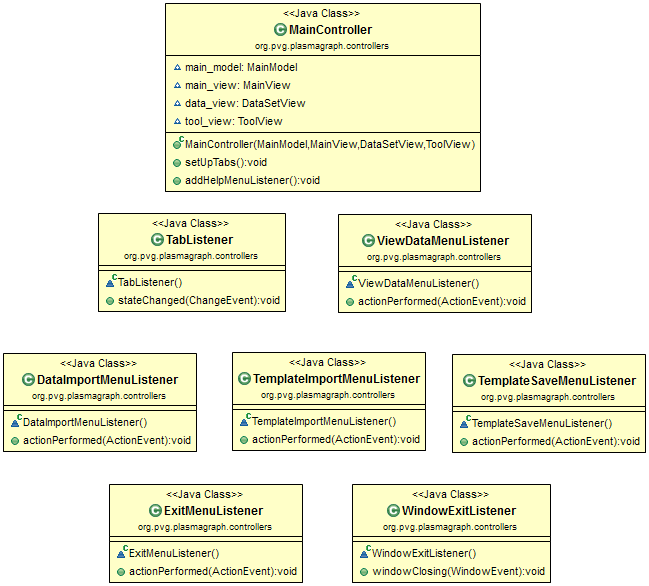 <<Java Class>>
MainController
org.pvg.plasmagraph.controllers
main_model: MainModel
main_view: MainView
data_view: DataSetView
tool_view: ToolView
MainController(MainModel,MainView,DataSetView,ToolView)
setUpTabs():void
addHelpMenuListener():void
<<Java Class>>
TabListener
org.pvg.plasmagraph.controllers
TabListener()
stateChanged(ChangeEvent):void
<<Java Class>>
ViewDataMenuListener
org.pvg.plasmagraph.controllers
ViewDataMenuListener()
actionPerformed(ActionEvent):void
<<Java Class>>
DataImportMenuListener
org.pvg.plasmagraph.controllers
DataImportMenuListener()
actionPerformed(ActionEvent):void
<<Java Class>>
TemplateImportMenuListener
org.pvg.plasmagraph.controllers
TemplateImportMenuListener()
actionPerformed(ActionEvent):void
<<Java Class>>
TemplateSaveMenuListener
org.pvg.plasmagraph.controllers
TemplateSaveMenuListener()
actionPerformed(ActionEvent):void
<<Java Class>>
ExitMenuListener
org.pvg.plasmagraph.controllers
ExitMenuListener()
actionPerformed(ActionEvent):void
<<Java Class>>
WindowExitListener
org.pvg.plasmagraph.controllers
WindowExitListener()
windowClosing(WindowEvent):void